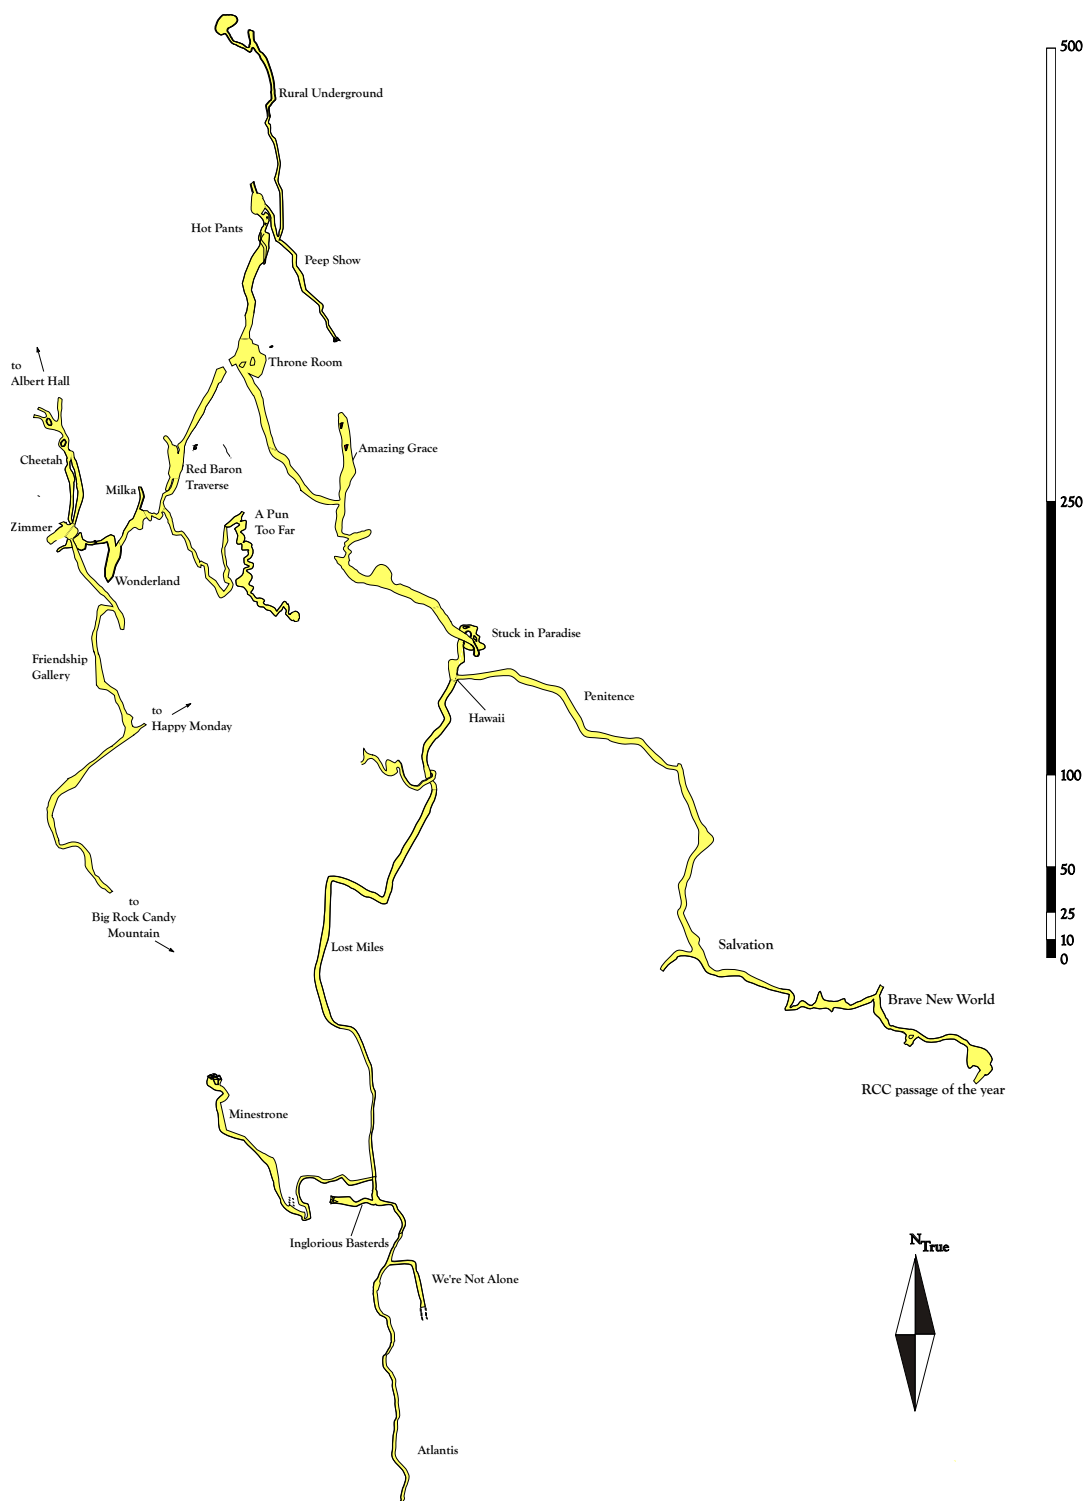 500
Rural Underground
Hot Pants
Peep Show
to
Albert Hall
Throne Room
Amazing Grace
Cheetah
Red Baron
Traverse
Milka
250
A Pun
Too Far
Zimmer
Wonderland
Stuck in Paradise
Friendship
Gallery
Penitence
to
Happy Monday
Hawaii
100
50
to
Big Rock Candy
Mountain
25
10
0
Lost Miles
Salvation
Brave New World
RCC passage of the year
Minestrone
Inglorious Basterds
N
True
We're Not Alone
Atlantis